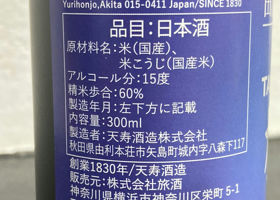 Yurihonjo,Akita 015-0411 Japan/SINCE 1830
品目：日本酒
原材料名：米（国産）、
米こうじ（国産米）
アルコール分：15度
精米歩合：60%
製造年月：左下方に記載
内容量：300ml
製造者：天寿酒造株式会社
秋田県由利本荘市矢島町城内字八森下117
創業1830年/天寿酒造
販売元：株式会社旅酒
神奈川県横浜市神奈川区栄町5-1